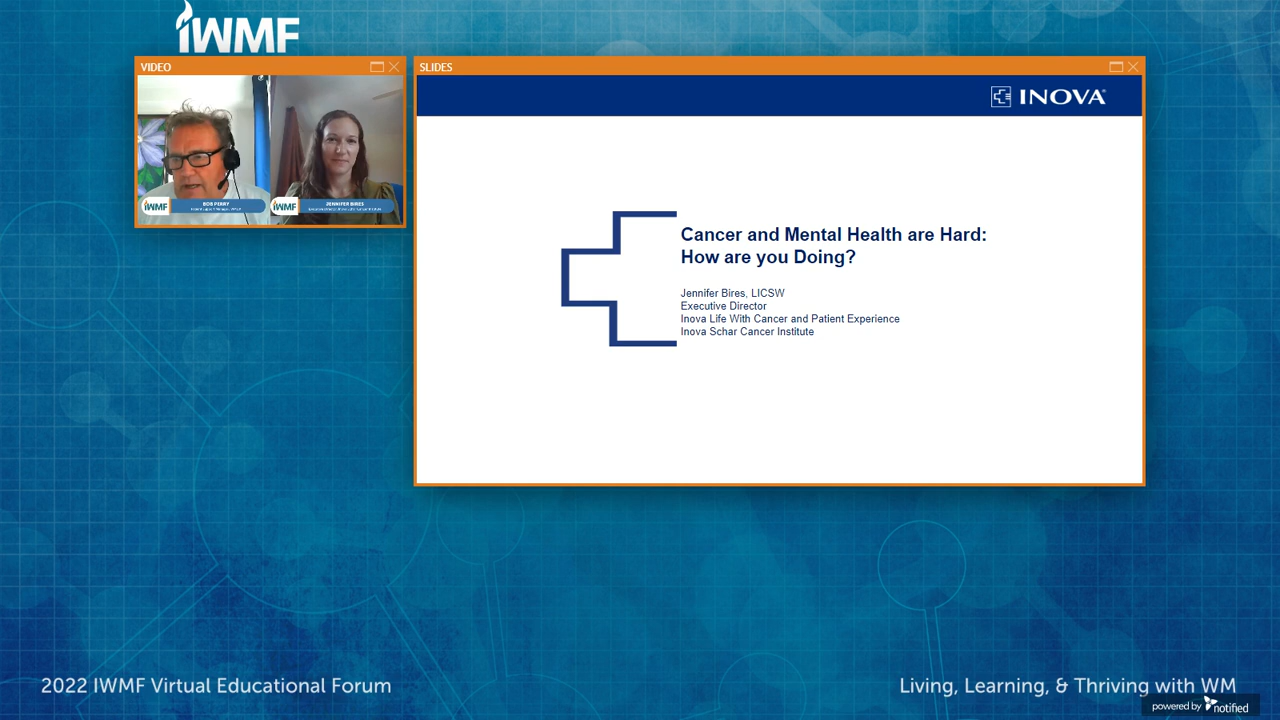 IWMF
VIDEO
SLIDES
INOVA
Cancer and Mental Health are Hard:
How are you Doing?
Jennifer Bires, LICSW
Executive Director
Inova Life With Cancer and Patient Experience
Inova Schar Cancer Institute
IWMF
BOB PERRY
IWMF
JENNIFER BIRES
2022 IWMF Virtual Educational Forum
Living, Learning, & Thriving with WM
powered by notified